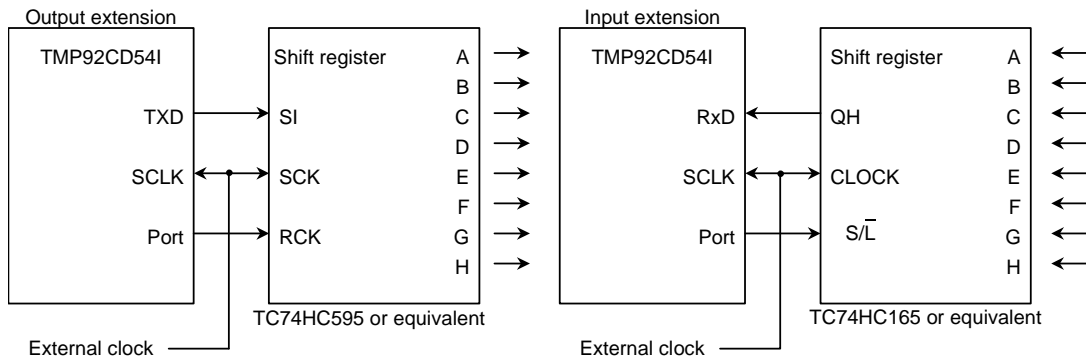 Output extension
TMP92CD54I
TXD
SCLK
Port
Shift register
SI
SCK
RCK
A
B
C
D
E
F
G
H
TC74HC595 or equivalent
External clock
Input extension
TMP92CD54I
RxD
SCLK
Port
Shift register
QH
CLOCK
S/L̅
A
B
C
D
E
F
G
H
TC74HC165 or equivalent
External clock